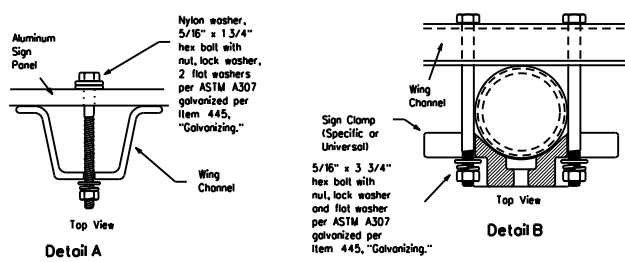 Nylon washer,
5/16" x 1 3/4"
hex bolt with
nut, lock washer,
2 flat washers
per ASTM A307
galvanized per
Item 445,
"Galvanizing."
Aluminum
Sign
Panel
Wing
Channel
Top View
Detail A
Wing
Channel
Sign Clamp
(Specific or
Universal)
5/16" x 3 3/4"
hex bolt with
nut, lock washer
and flat washer
per ASTM A307
galvanized per
Item 445, "Galvanizing."
Top View
Detail B